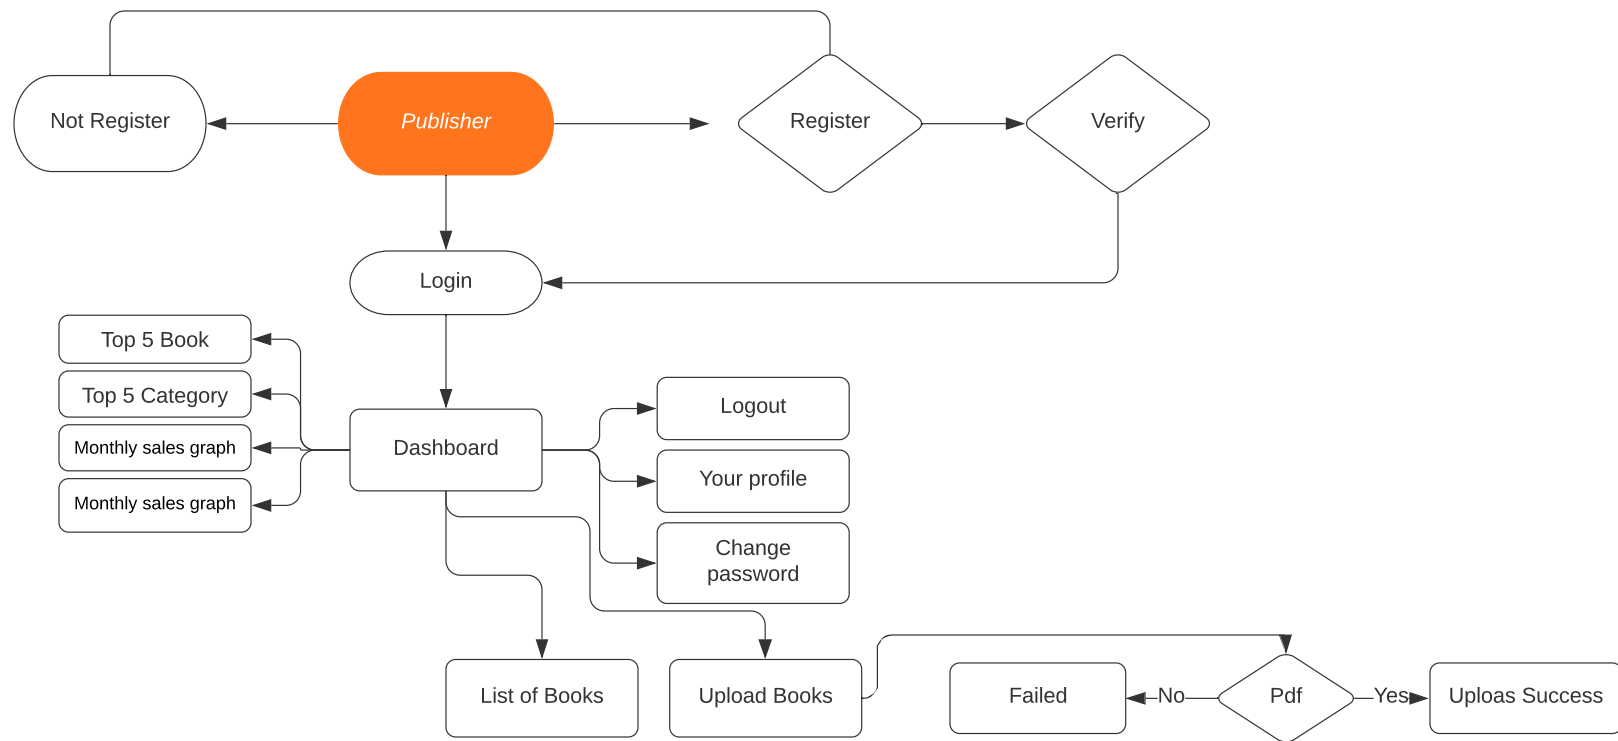 Not Register
Publisher
Register
Verify
Login
Top 5 Book
Top 5 Category
Monthly sales graph
Monthly sales graph
Dashboard
Logout
Your profile
Change
password
List of Books
Upload Books
Failed
No
Pdf
Yes
Uploas Success